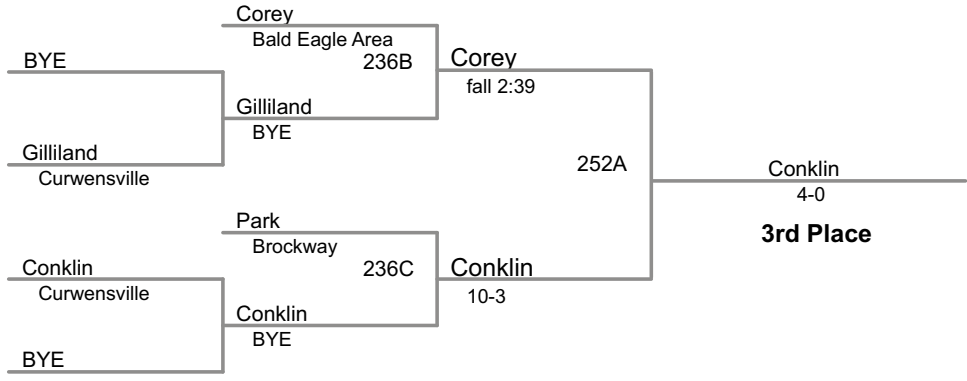 Corey
Bald Eagle Area
BYE
236B
Corey
fall 2:39
Gilliland
BYE
Gilliland
Curwensville
252A
Conklin
4-0
3rd Place
Park
Brockway
Conklin
Curwensville
236C
Conklin
10-3
Conklin
BYE
BYE